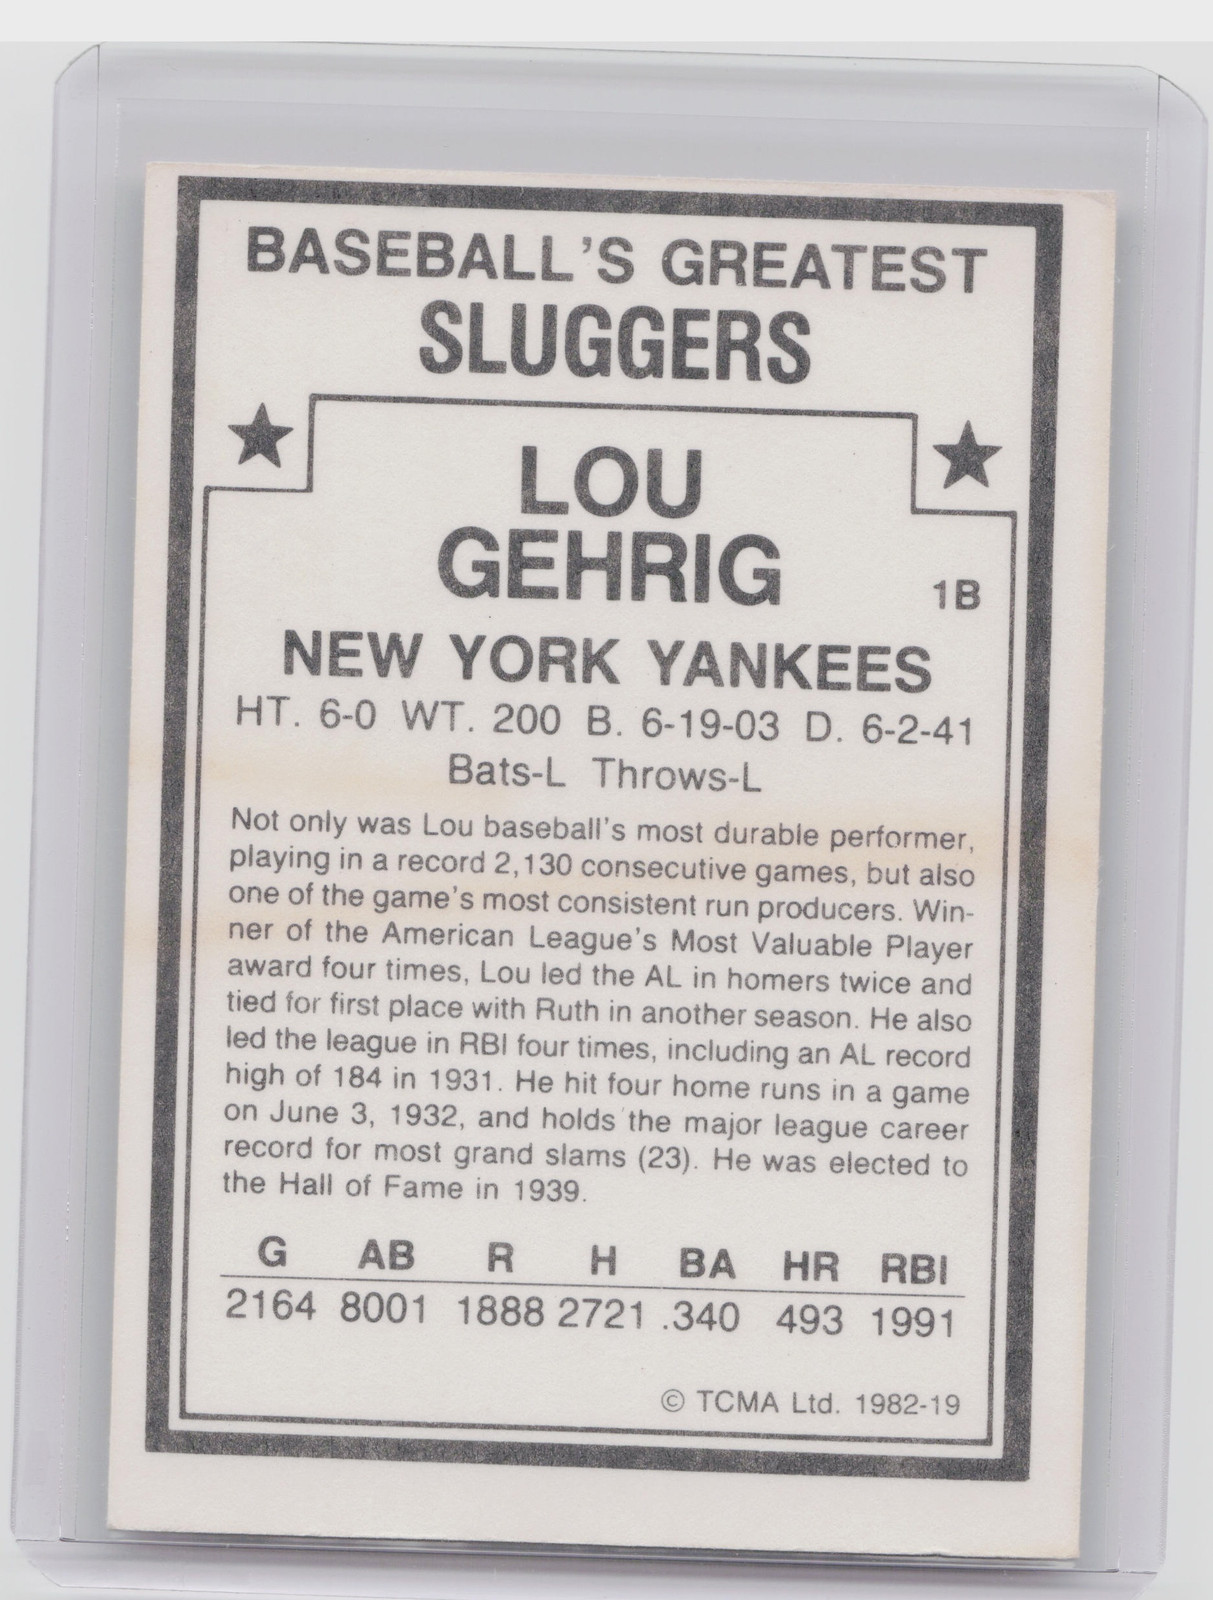 BASEBALL'S GREATEST
SLUGGERS
LOU
GEHRIG
1B
NEW YORK YANKEES
HT. 6-0 WT. 200 B. 6-19-03 D. 6-2-41
Bats-L Throws-L
Not only was Lou baseball's most durable performer,
playing in a record 2,130 consecutive games, but also
one of the game's most consistent run producers. Win-
ner of the American League's Most Valuable Player
award four times, Lou led the AL in homers twice and
tied for first place with Ruth in another season. He also
led the league in RBI four times, including an AL record
high of 184 in 1931. He hit four home runs in a game
on June 3, 1932, and holds the major league career
record for most grand slams (23). He was elected to
the Hall of Fame in 1939.
G AB R H BA HR RBI
2164 8001 1888 2721 .340 493 1991
© TCMA Ltd. 1982-19